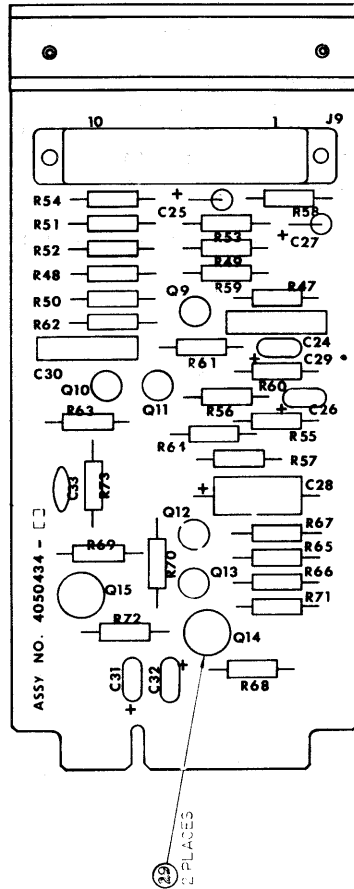 10 1 J9
R54 C25 + R58
R51 R53 + C27
R52 R49
R48 R59
R50 Q9 R47
R62 C24
C30 R61 + C29 *
Q10 Q11 R60
R63 R56 + C26
R64 R55
R57
C33 R73 + C28
Q12 R67
R69 R70 R65
Q15 Q13 R66
R71
R72 Q14
C31 + C32 + R68
ASSY NO. 4050434 - []
29
2 PLACES